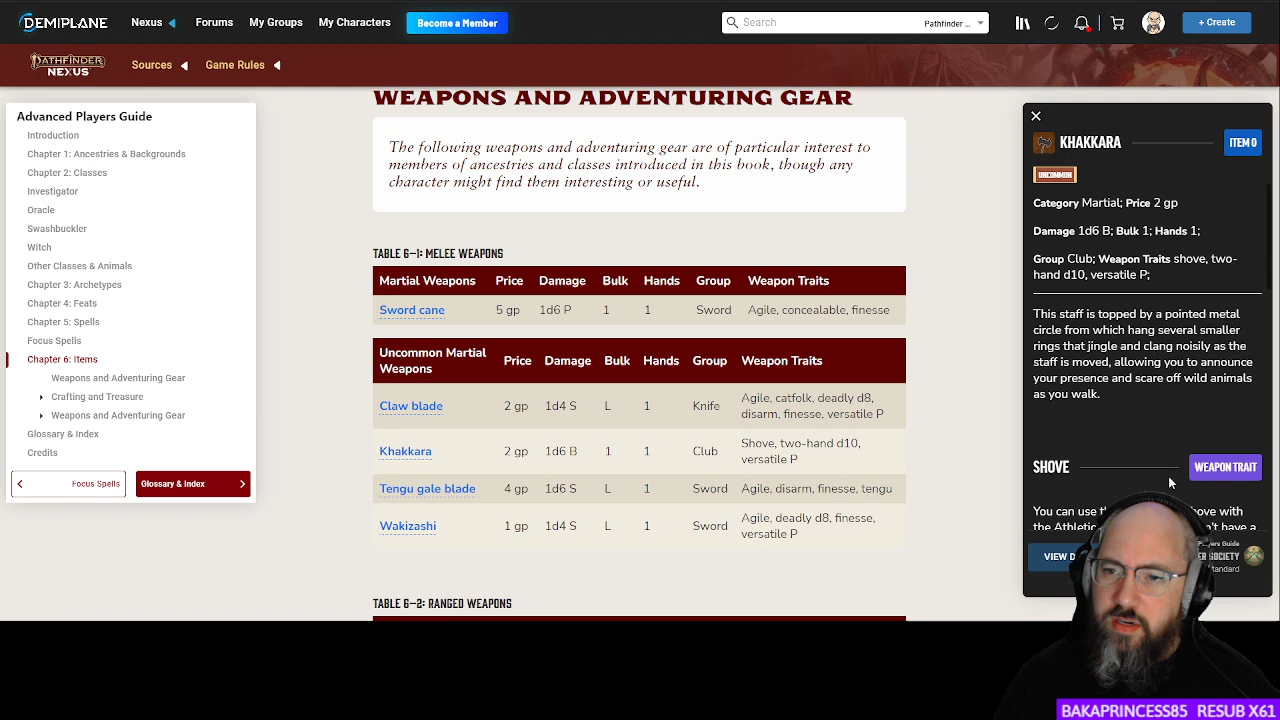 DEMIPLANE
Nexus
Forums
My Groups
My Characters
Become a Member
Search
Pathfinder ...
+ Create
PATHFINDER
NEXUS
Sources
Game Rules
Advanced Players Guide
Introduction
Chapter 1: Ancestries & Backgrounds
Chapter 2: Classes
Investigator
Oracle
Swashbuckler
Witch
Other Classes & Animals
Chapter 3: Archetypes
Chapter 4: Feats
Chapter 5: Spells
Focus Spells
Chapter 6: Items
Weapons and Adventuring Gear
Crafting and Treasure
Weapons and Adventuring Gear
Glossary & Index
Credits
Focus Spells
Glossary & Index
WEAPONS AND ADVENTURING GEAR
The following weapons and adventuring gear are of particular interest to
members of ancestries and classes introduced in this book, though any
character might find them interesting or useful.
TABLE 6–1: MELEE WEAPONS
Martial Weapons Price Damage Bulk Hands Group Weapon Traits
Sword cane 5 gp 1d6 P 1 1 Sword Agile, concealable, finesse
Uncommon Martial
Weapons Price Damage Bulk Hands Group Weapon Traits
Claw blade 2 gp 1d4 S L 1 Knife Agile, catfolk, deadly d8,
disarm, finesse, versatile P
Khakkara 2 gp 1d6 B 1 1 Club Shove, two-hand d10,
versatile P
Tengu gale blade 4 gp 1d6 S L 1 Sword Agile, disarm, finesse, tengu
Wakizashi 1 gp 1d4 S L 1 Sword Agile, deadly d8, finesse,
versatile P
TABLE 6–2: RANGED WEAPONS
KHAKKARA
ITEM 0
UNCOMMON
Category Martial; Price 2 gp
Damage 1d6 B; Bulk 1; Hands 1;
Group Club; Weapon Traits shove, two-
hand d10, versatile P;
This staff is topped by a pointed metal
circle from which hang several smaller
rings that jingle and clang noisily as the
staff is moved, allowing you to announce
your presence and scare off wild animals
as you walk.
SHOVE
WEAPON TRAIT
You can use th ove with
the Athletic n't have a
VIEW D
Players Guide
ER SOCIETY
Standard
BAKAPRINCESS85 RESUB X61